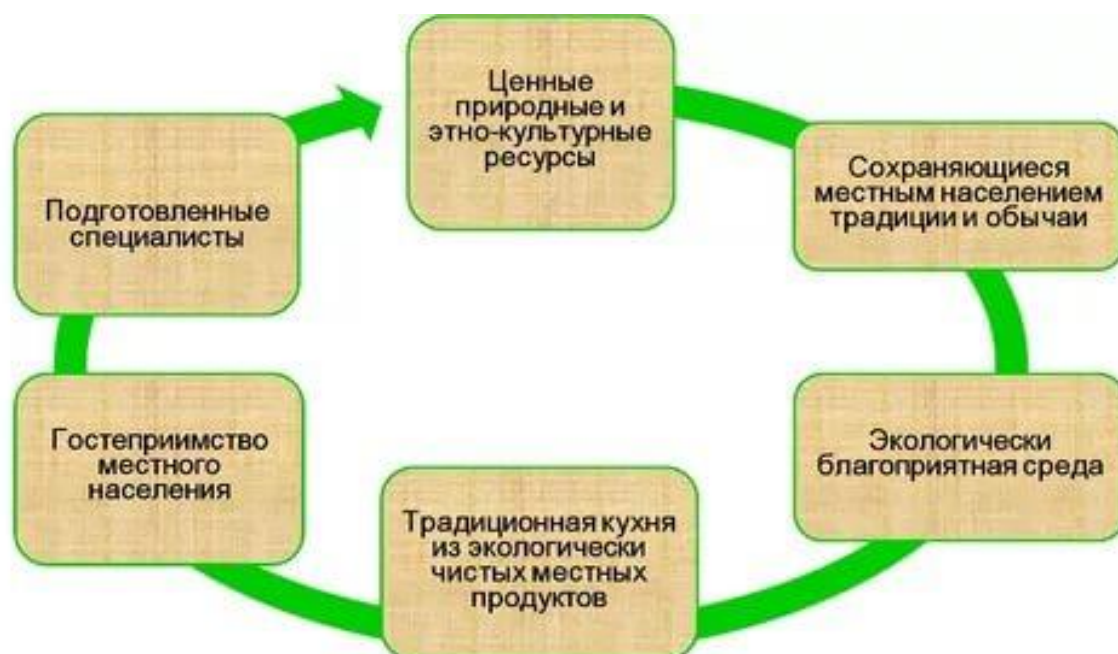 Ценные
природные и
этно-культурные
ресурсы
Сохраняющиеся
местным населением
традиции и обычаи
Экологически
благоприятная среда
Традиционная кухня
из экологически
чистых местных
продуктов
Гостеприимство
местного
населения
Подготовленные
специалисты